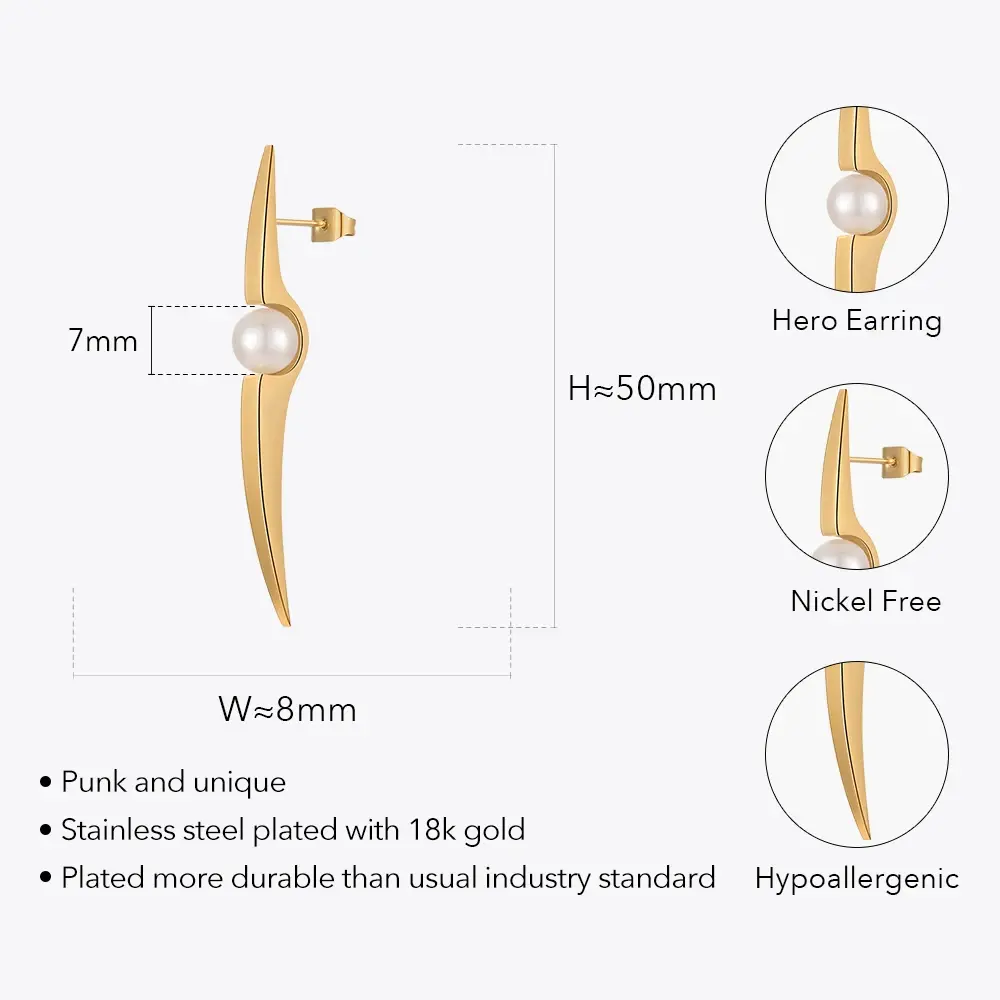 7mm
H≈50mm
W≈8mm
Hero Earring
Nickel Free
Hypoallergenic
• Punk and unique
• Stainless steel plated with 18k gold
• Plated more durable than usual industry standard